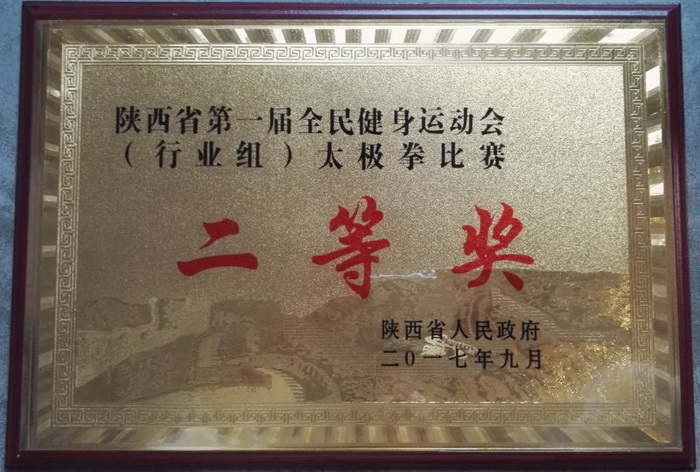 陕西省第一届全民健身运动会
（行业组）太极拳比赛
二等奖
陕西省人民政府
二〇一七年九月